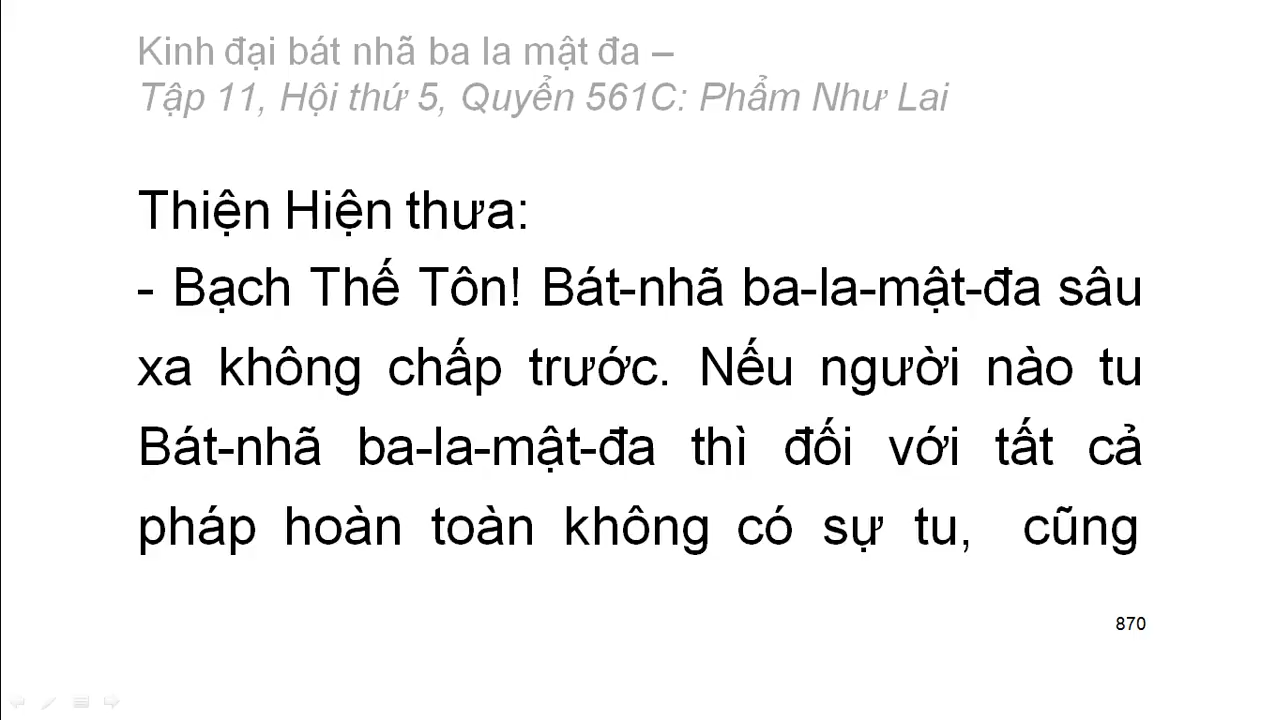 Kinh đại bát nhã ba la mật đa –
Tập 11, Hội thứ 5, Quyển 561C: Phẩm Như Lai
Thiện Hiện thưa:
- Bạch Thế Tôn! Bát-nhã ba-la-mật-đa sâu
xa không chấp trước. Nếu người nào tu
Bát-nhã ba-la-mật-đa thì đối với tất cả
pháp hoàn toàn không có sự tu, cũng
870